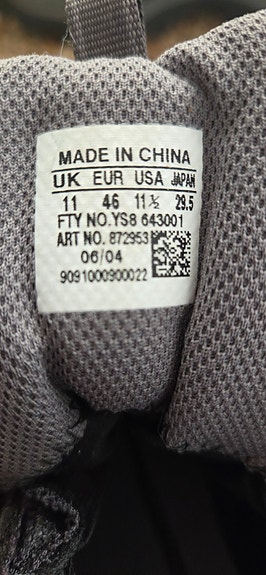 MADE IN CHINA
UK EUR USA JAPAN
11 46 11½ 29.5
FTY NO.YS8 643001
ART NO. 872953
06/04
9091000900022